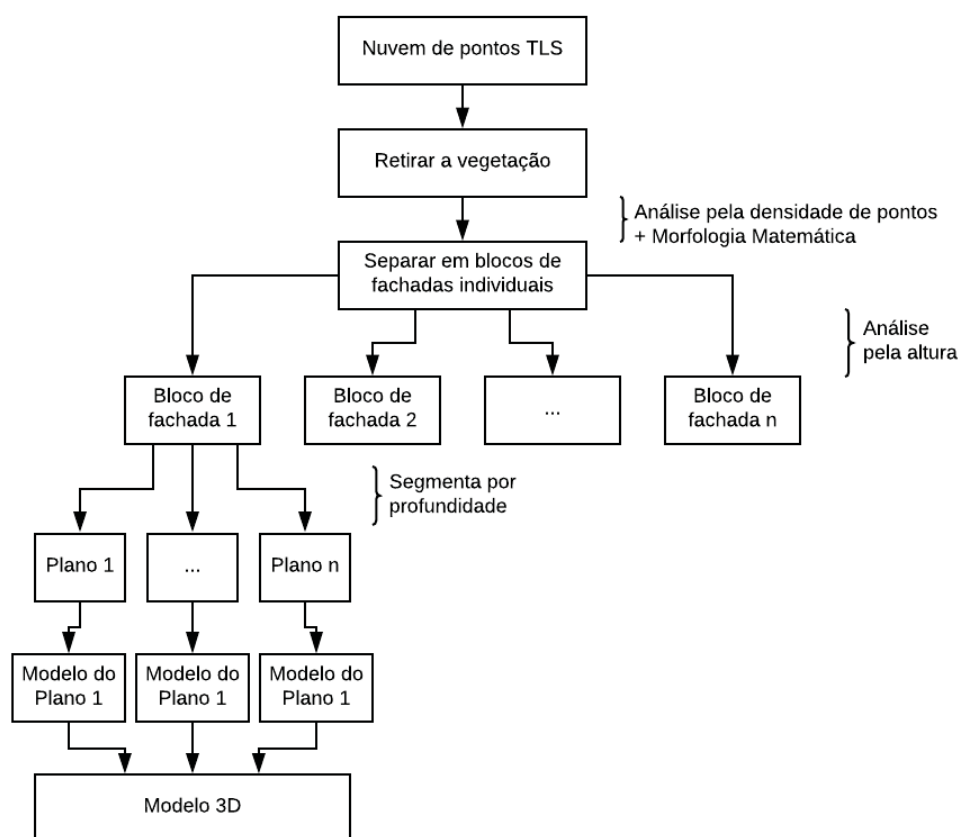 Nuvem de pontos TLS
Retirar a vegetação
Análise pela densidade de pontos
+ Morfologia Matemática
Separar em blocos de
fachadas individuais
Análise
pela altura
Bloco de
fachada 1
Bloco de
fachada 2
...
Bloco de
fachada n
Segmenta por
profundidade
Plano 1
...
Plano n
Modelo do
Plano 1
Modelo do
Plano 1
Modelo do
Plano 1
Modelo 3D